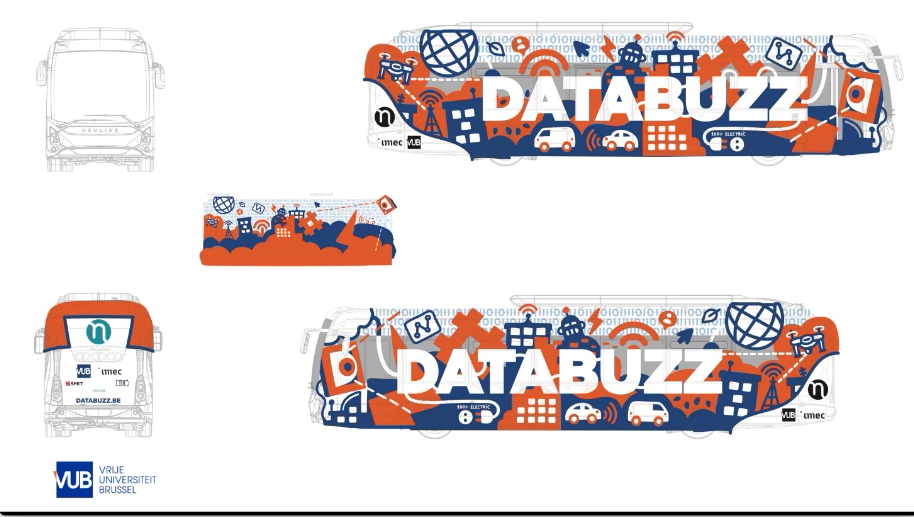 HEULIEZ
DATABUZZ
100% ELECTRIC
n
imec
VUB
n
VUB
imec
SMET
DATABUZZ.BE
DATABUZZ
100% ELECTRIC
n
VUB
imec
VUB
VRIJE
UNIVERSITEIT
BRUSSEL